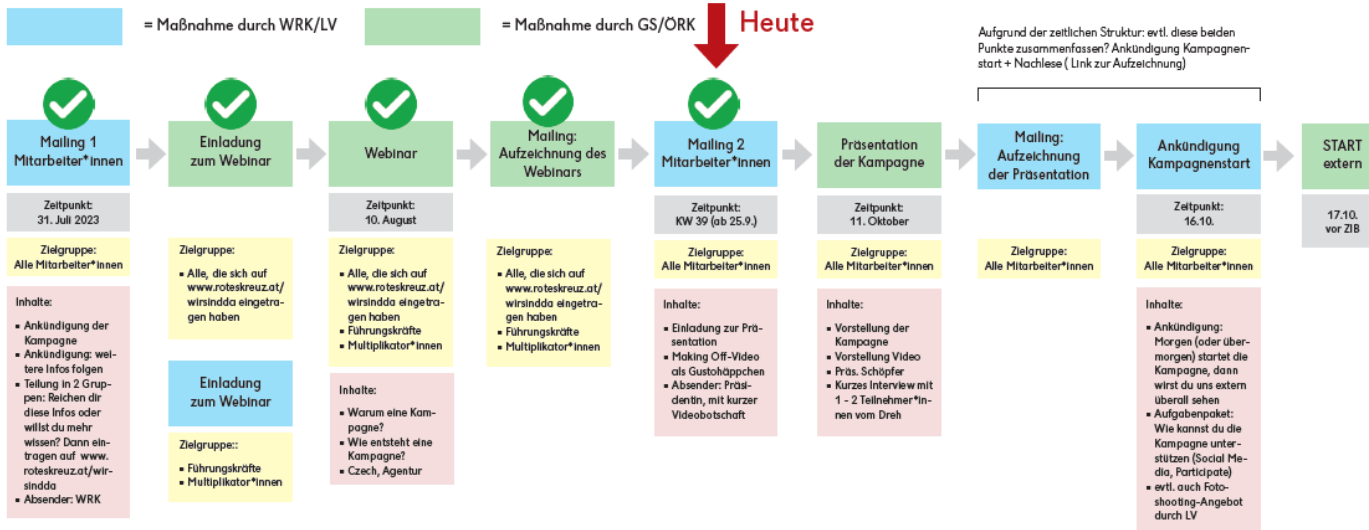 = Maßnahme durch WRK/LV
= Maßnahme durch GS/ÖRK
Heute
Aufgrund der zeitlichen Struktur: evtl. diese beiden
Punkte zusammenfassen? Ankündigung Kampagnen-
start + Nachlese ( Link zur Aufzeichnung)
Mailing 1
Mitarbeiter*innen
Zeitpunkt:
31. Juli 2023
Zielgruppe:
Alle Mitarbeiter*innen
Inhalte:
▪ Ankündigung der
Kampagne
▪ Ankündigung: wei-
tere Infos folgen
▪ Teilung in 2 Grup-
pen: Reichen dir
diese Infos oder
willst du mehr
wissen? Dann ein-
tragen auf www.
roteskreuz.at/wir-
sindda
▪ Absender: WRK
Einladung
zum Webinar
Zielgruppe:
▪ Alle, die sich auf
www.roteskreuz.at/
wirsindda eingetra-
gen haben
Einladung
zum Webinar
Zielgruppe::
▪ Führungskräfte
▪ Multiplikator*innen
Webinar
Zeitpunkt:
10. August
Zielgruppe:
▪ Alle, die sich auf
www.roteskreuz.at/
wirsindda eingetra-
gen haben
▪ Führungskräfte
▪ Multiplikator*innen
Inhalte:
▪ Warum eine Kam-
pagne?
▪ Wie entsteht eine
Kampagne?
▪ Czech, Agentur
Mailing:
Aufzeichnung des
Webinars
Zielgruppe:
▪ Alle, die sich auf
www.roteskreuz.at/
wirsindda eingetra-
gen haben
▪ Führungskräfte
▪ Multiplikator*innen
Mailing 2
Mitarbeiter*innen
Zeitpunkt:
KW 39 (ab 25.9.)
Zielgruppe:
Alle Mitarbeiter*innen
Inhalte:
▪ Einladung zur Prä-
sentation
▪ Making Off-Video
als Gustohäppchen
▪ Absender: Präsi-
dentin, mit kurzer
Videobotschaft
Präsentation
der Kampagne
Zeitpunkt:
11. Oktober
Zielgruppe:
Alle Mitarbeiter*innen
Inhalte:
▪ Vorstellung der
Kampagne
▪ Vorstellung Video
▪ Präs. Schöpfer
▪ Kurzes Interview mit
1 - 2 Teilnehmer*in-
nen vom Dreh
Mailing:
Aufzeichnung
der Präsentation
Zielgruppe:
Alle Mitarbeiter*innen
Ankündigung
Kampagnenstart
Zeitpunkt:
16.10.
Zielgruppe:
Alle Mitarbeiter*innen
Inhalte:
▪ Ankündigung:
Morgen (oder über-
morgen) startet die
Kampagne, dann
wirst du uns extern
überall sehen
▪ Aufgabenpaket:
Wie kannst du die
Kampagne unter-
stützen (Social Me-
dia, Participate)
▪ evtl. auch Foto-
shooting-Angebot
durch LV
START
extern
17.10.
vor ZIB